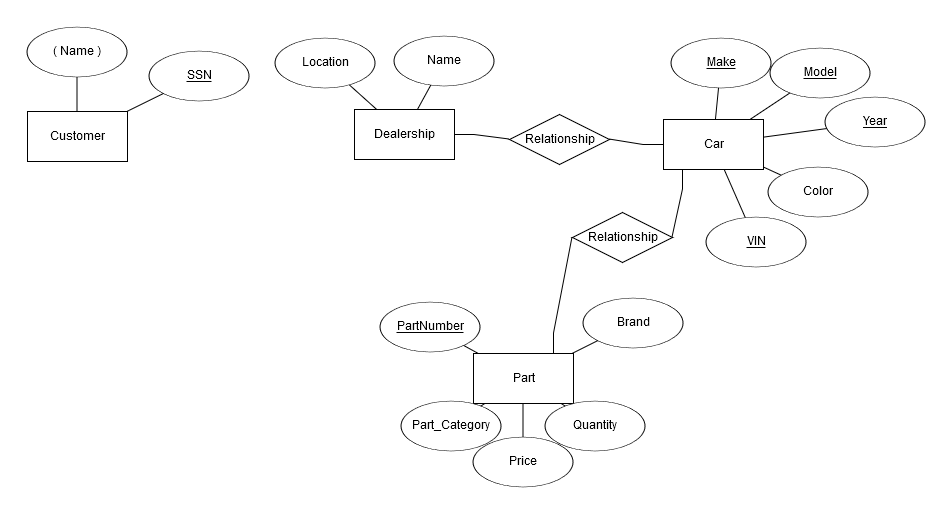 ( Name )
SSN
Customer
Location
Name
Dealership
Relationship
Make
Model
Year
Car
Color
VIN
Relationship
PartNumber
Brand
Part
Part_Category
Quantity
Price